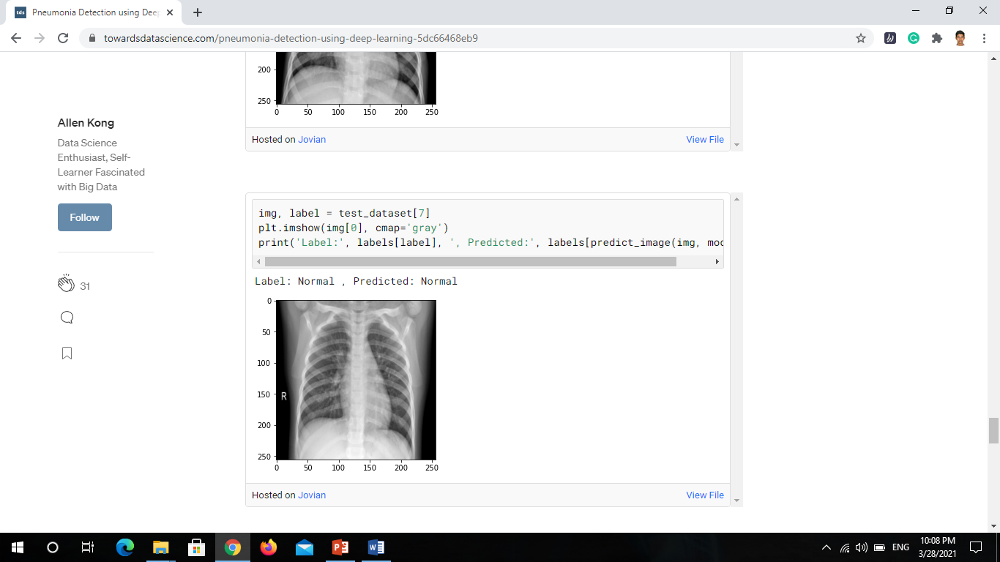 tds Pneumonia Detection using Deep
towardsdatascience.com/pneumonia-detection-using-deep-learning-5dc66468eb9
200
250
0 50 100 150 200 250
Hosted on Jovian View File
Allen Kong
Data Science
Enthusiast, Self-
Learner Fascinated
with Big Data
Follow
31
img, label = test_dataset[7]
plt.imshow(img[0], cmap='gray')
print('Label:', labels[label], ', Predicted:', labels[predict_image(img, mod
Label: Normal , Predicted: Normal
0
50
100
150
R
200
250
0 50 100 150 200 250
Hosted on Jovian View File
ENG
10:08 PM
3/28/2021